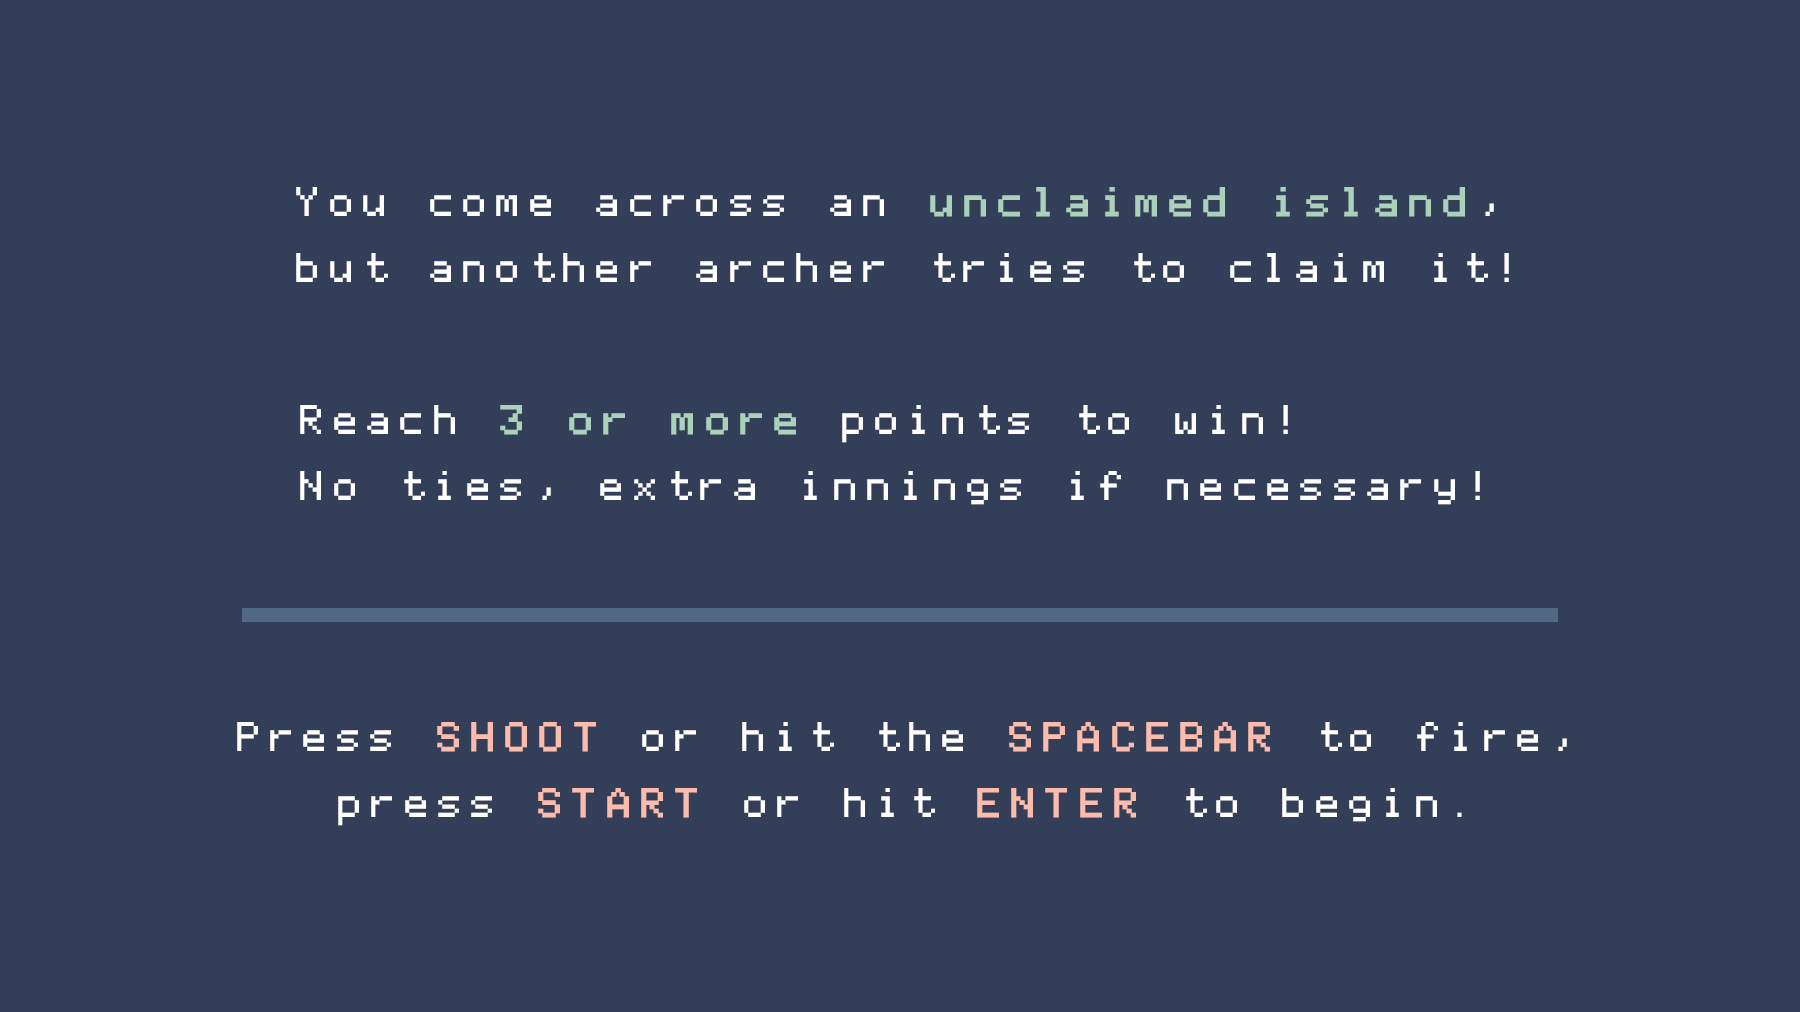 You come across an unclaimed island,
but another archer tries to claim it!
Reach 3 or more points to win!
No ties, extra innings if necessary!
Press SHOOT or hit the SPACEBAR to fire,
press START or hit ENTER to begin.